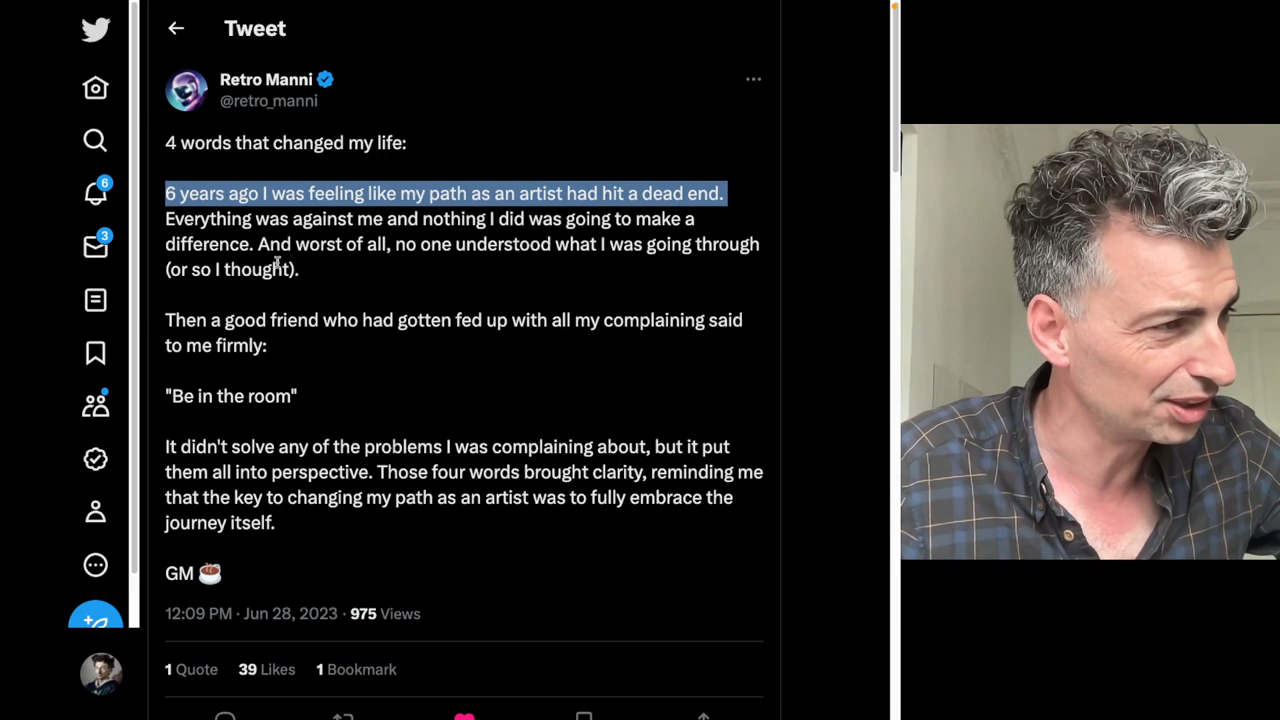 Tweet
Retro Manni
@retro_manni
4 words that changed my life:
6 years ago I was feeling like my path as an artist had hit a dead end.
Everything was against me and nothing I did was going to make a
difference. And worst of all, no one understood what I was going through
(or so I thought).
Then a good friend who had gotten fed up with all my complaining said
to me firmly:
"Be in the room"
It didn't solve any of the problems I was complaining about, but it put
them all into perspective. Those four words brought clarity, reminding me
that the key to changing my path as an artist was to fully embrace the
journey itself.
GM
12:09 PM · Jun 28, 2023 · 975 Views
1 Quote 39 Likes 1 Bookmark
6
3